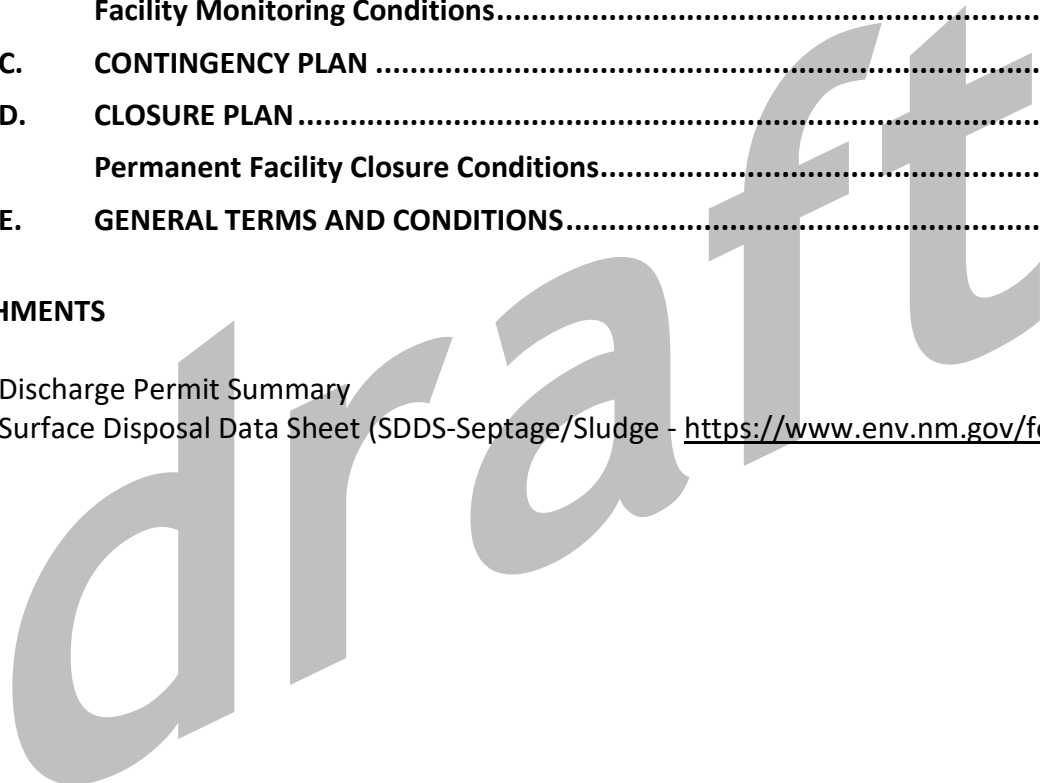 Facility Monitoring Conditions................................................................
C. CONTINGENCY PLAN................................................................................
D. CLOSURE PLAN.........................................................................................
Permanent Facility Closure Conditions....................................................
E. GENERAL TERMS AND CONDITIONS........................................................
HMENTS
Discharge Permit Summary
Surface Disposal Data Sheet (SDDS-Septage/Sludge - https://www.env.nm.gov/fo
draft